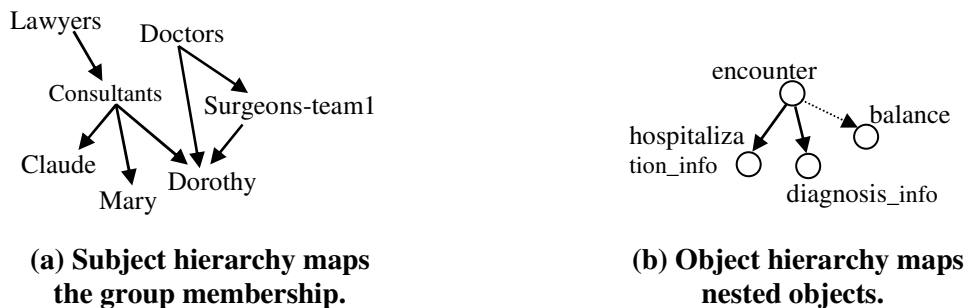 Lawyers
Doctors
Consultants
Surgeons-team1
Claude
Mary
Dorothy
(a) Subject hierarchy maps
the group membership.
encounter
balance
hospitaliza
tion_info
diagnosis_info
(b) Object hierarchy maps
nested objects.